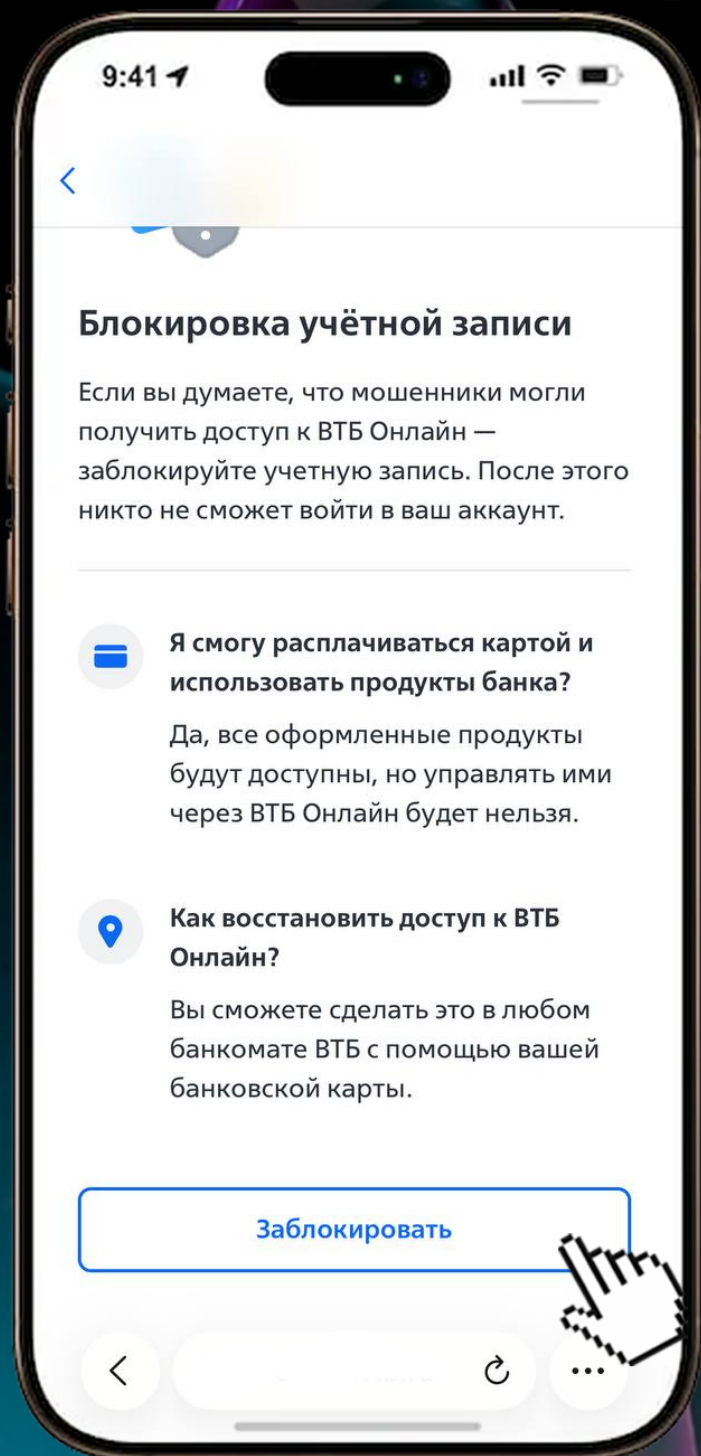 9:41
Блокировка учётной записи
Если вы думаете, что мошенники могли
получить доступ к ВТБ Онлайн —
заблокируйте учетную запись. После этого
никто не сможет войти в ваш аккаунт.
Я смогу расплачиваться картой и
использовать продукты банка?
Да, все оформленные продукты
будут доступны, но управлять ими
через ВТБ Онлайн будет нельзя.
Как восстановить доступ к ВТБ
Онлайн?
Вы сможете сделать это в любом
банкомате ВТБ с помощью вашей
банковской карты.
Заблокировать